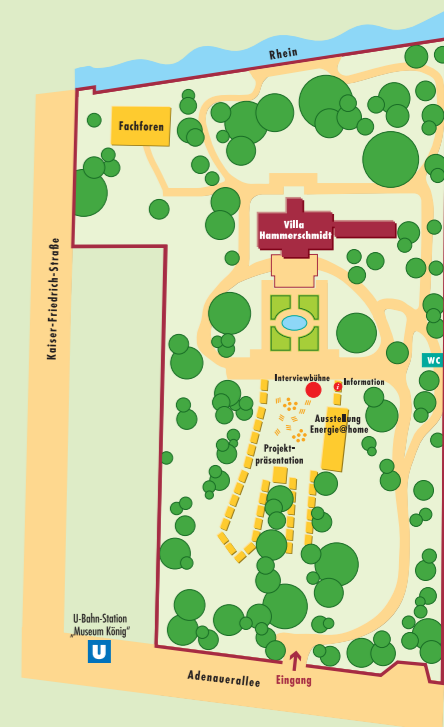 Rhein
Fachforen
Villa
Hammerschmidt
Kaiser-Friedrich-Straße
WC
Interviewbühne
i Information
Ausstellung
Energie@home
Projekt-
präsentation
U-Bahn-Station
„Museum König“
U
Adenauerallee
Eingang